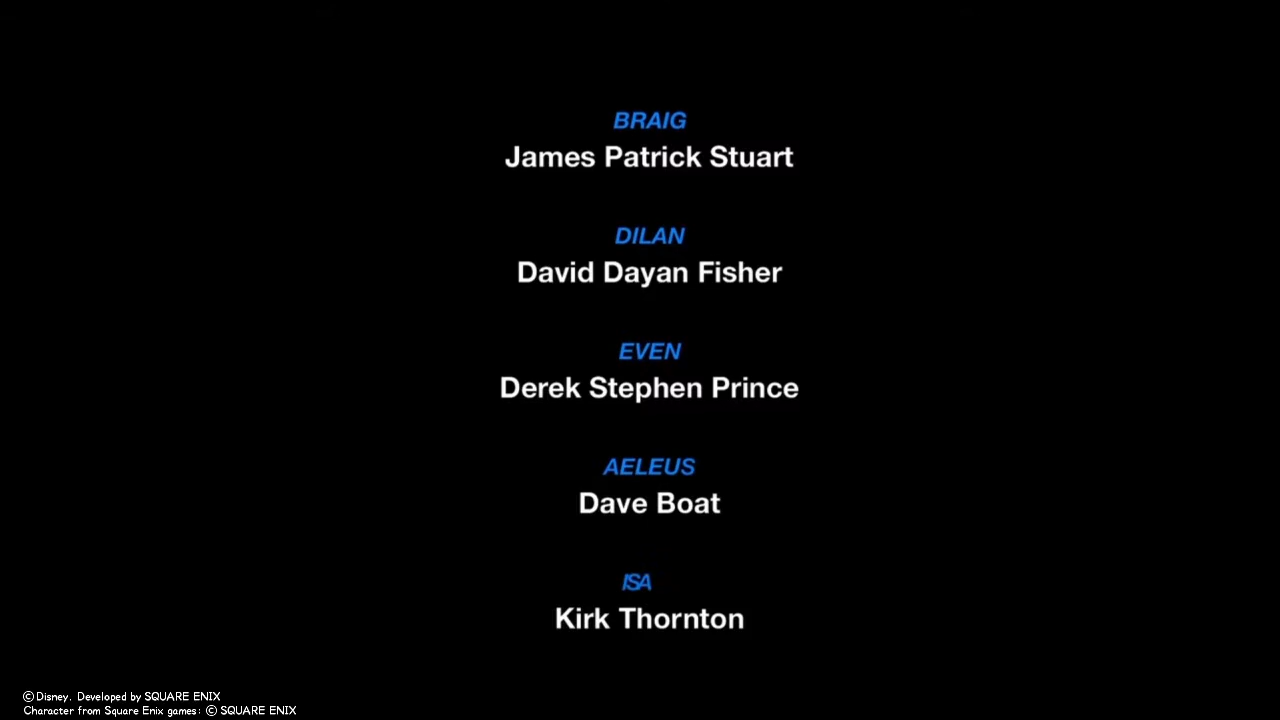 BRAIG
James Patrick Stuart
DILAN
David Dayan Fisher
EVEN
Derek Stephen Prince
AELEUS
Dave Boat
ISA
Kirk Thornton
©Disney. Developed by SQUARE ENIX
Character from Square Enix games: © SQUARE ENIX